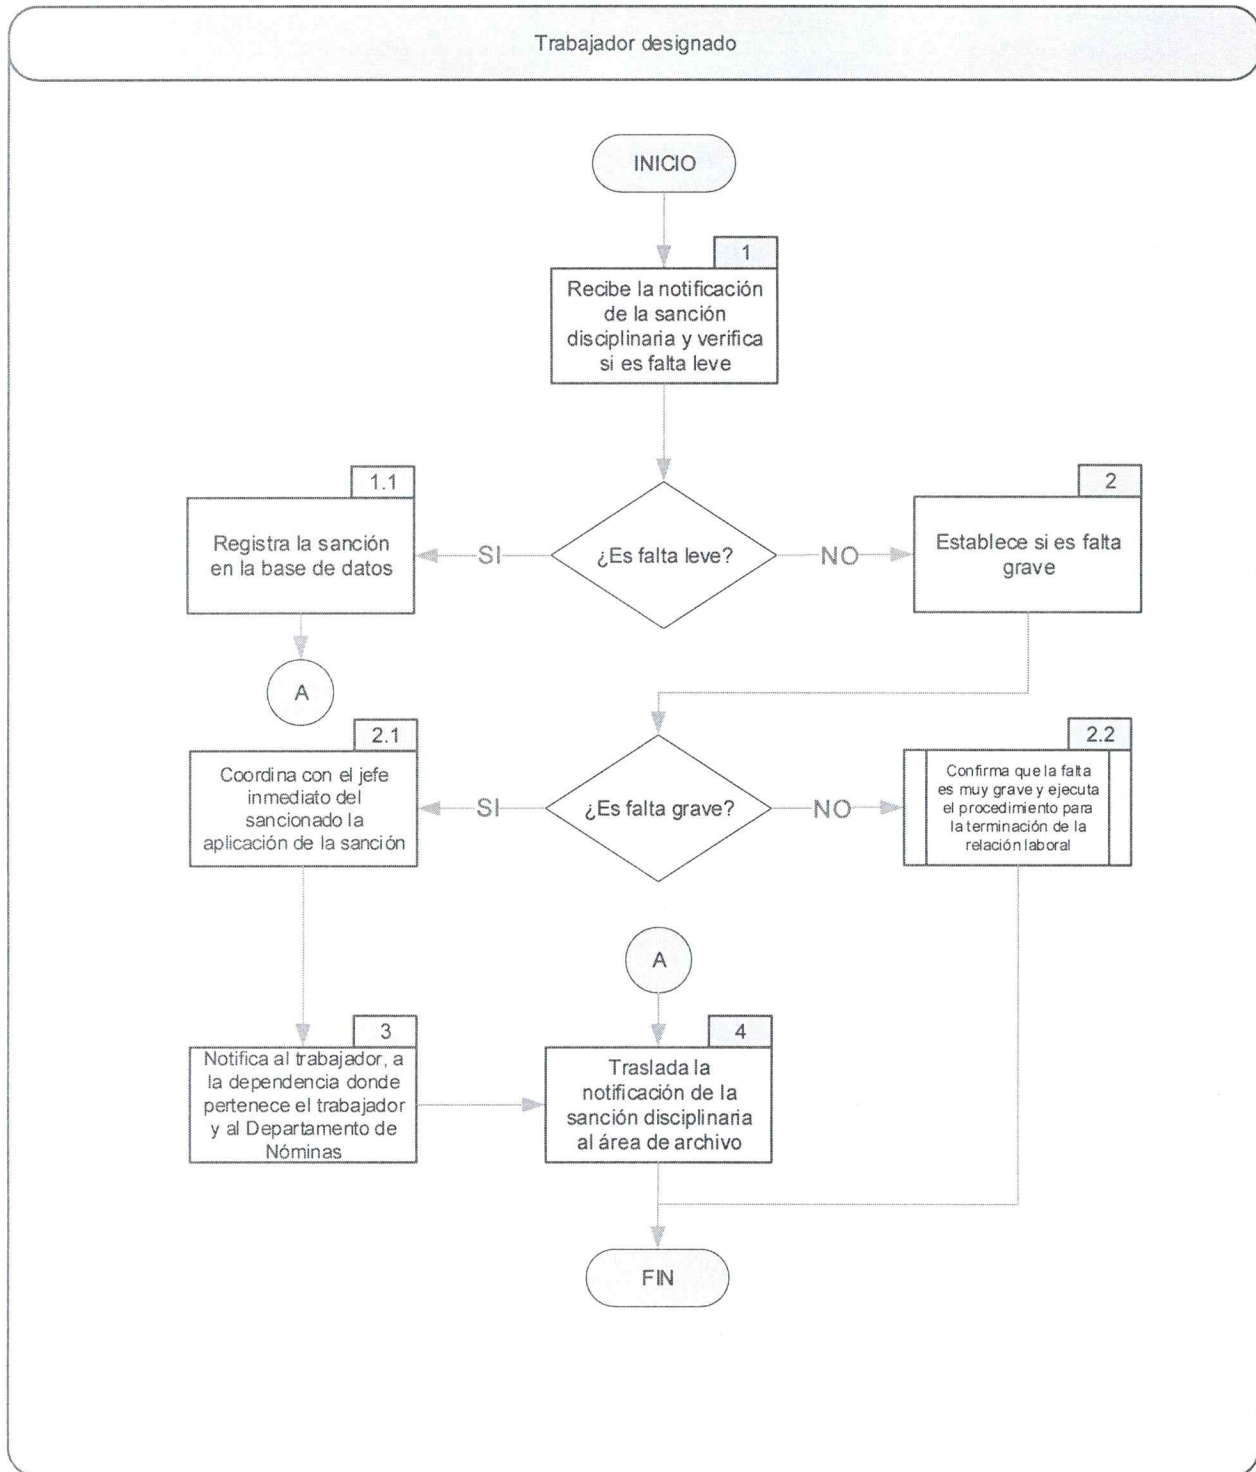 Trabajador designado
INICIO
1
Recibe la notificación
de la sanción
disciplinaria y verifica
si es falta leve
1.1
Registra la sanción
en la base de datos
SI
¿Es falta leve?
NO
2
Establece si es falta
grave
A
2.1
Coordina con el jefe
inmediato del
sancionado la
aplicación de la sanción
SI
¿Es falta grave?
NO
2.2
Confirma que la falta
es muy grave y ejecuta
el procedimiento para
la terminación de la
relación laboral
A
3
Notifica al trabajador, a
la dependencia donde
pertenece el trabajador
y al Departamento de
Nóminas
4
Traslada la
notificación de la
sanción disciplinaria
al área de archivo
FIN